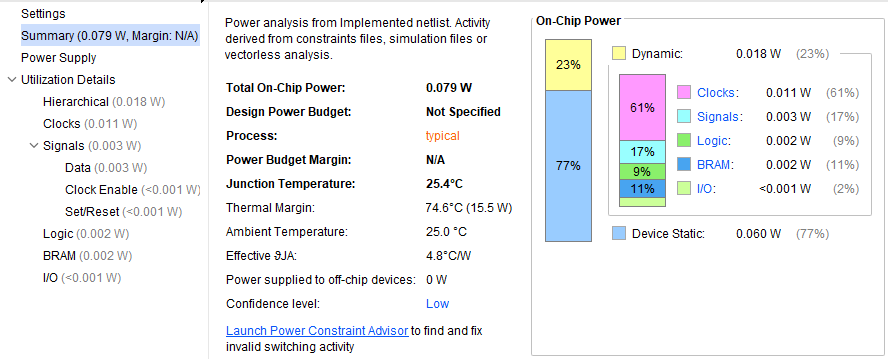 Settings
Summary (0.079 W, Margin: N/A)
Power Supply
Utilization Details
Hierarchical (0.018 W)
Clocks (0.011 W)
Signals (0.003 W)
Data (0.003 W)
Clock Enable (<0.001 W)
Set/Reset (<0.001 W)
Logic (0.002 W)
BRAM (0.002 W)
I/O (<0.001 W)
Power analysis from Implemented netlist. Activity
derived from constraints files, simulation files or
vectorless analysis.
Total On-Chip Power: 0.079 W
Design Power Budget: Not Specified
Process: typical
Power Budget Margin: N/A
Junction Temperature: 25.4°C
Thermal Margin: 74.6°C (15.5 W)
Ambient Temperature: 25.0 °C
Effective ϑJA: 4.8°C/W
Power supplied to off-chip devices: 0 W
Confidence level: Low
Launch Power Constraint Advisor to find and fix
invalid switching activity
On-Chip Power
23%
77%
Dynamic: 0.018 W (23%)
61%
17%
9%
11%
Clocks: 0.011 W (61%)
Signals: 0.003 W (17%)
Logic: 0.002 W (9%)
BRAM: 0.002 W (11%)
I/O: <0.001 W (2%)
Device Static: 0.060 W (77%)